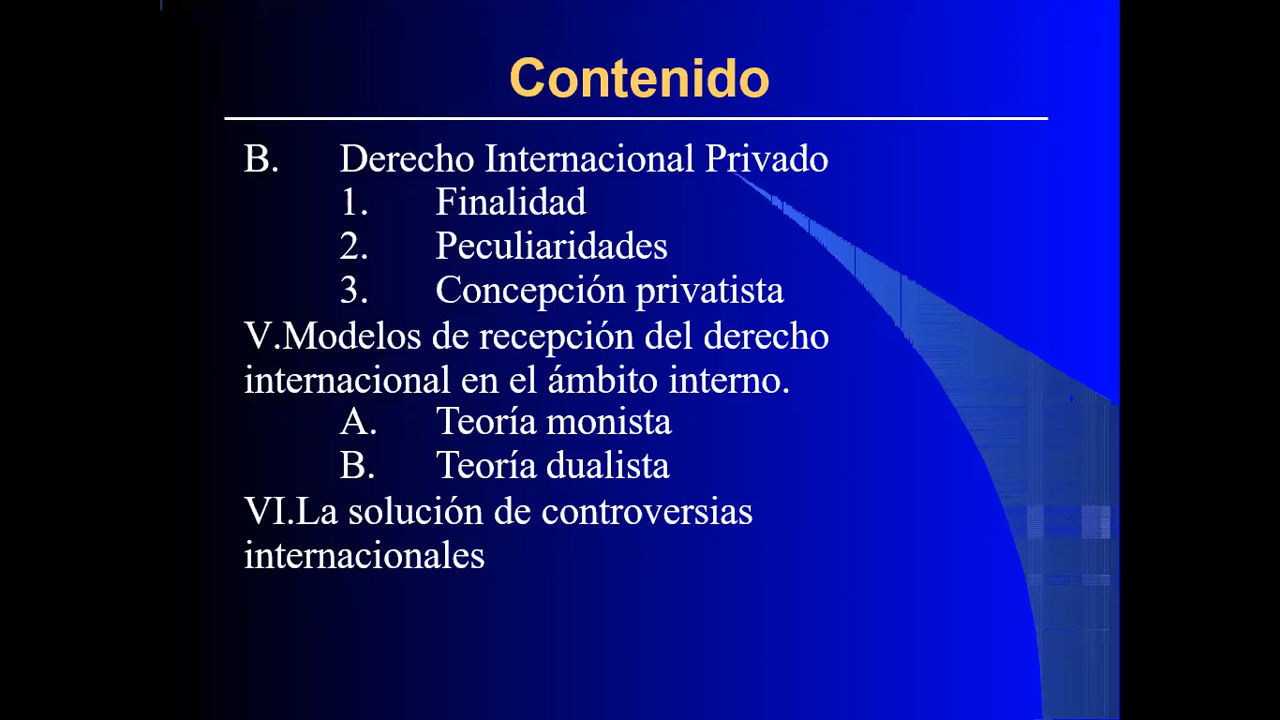 Contenido
B. Derecho Internacional Privado
1. Finalidad
2. Peculiaridades
3. Concepción privatista
V.Modelos de recepción del derecho
internacional en el ámbito interno.
A. Teoría monista
B. Teoría dualista
VI.La solución de controversias
internacionales